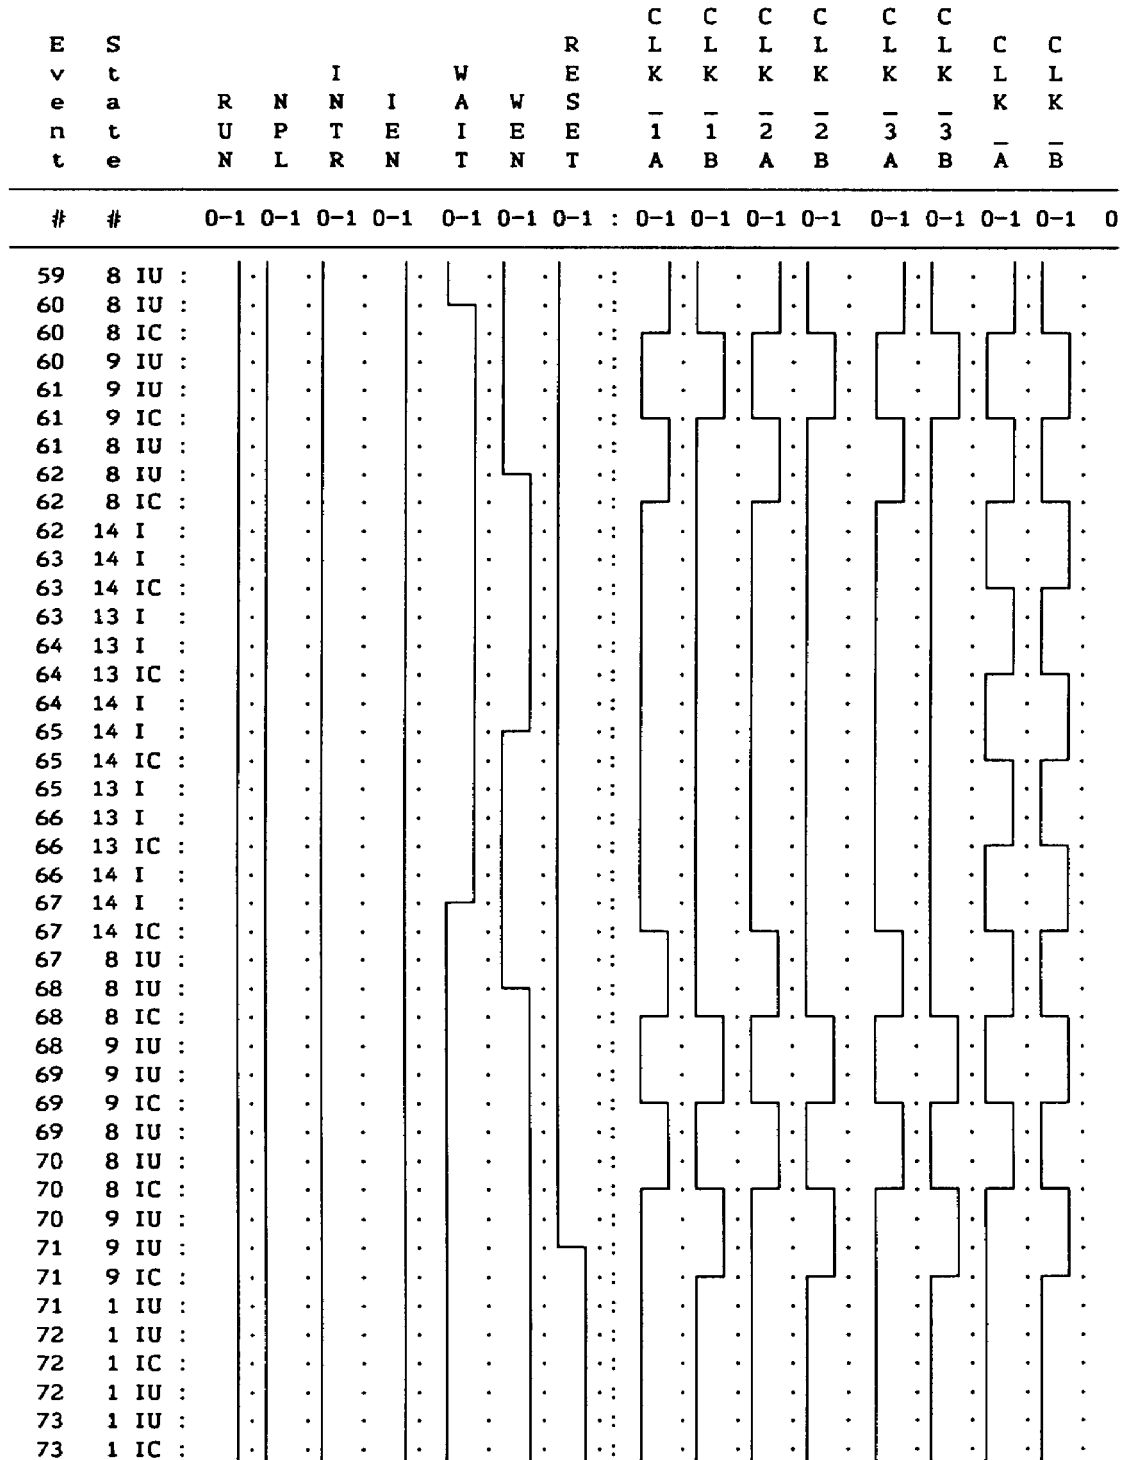 C C C C C C
E S R L L L L L L C C
v t I W E K K K K K K L L
e a R N N I A W S _ _ _ _ _ _ K K
n t U P T E I E E 1 1 2 2 3 3 _ _
t e N L R N T N T A B A B A B A B
# # 0-1 0-1 0-1 0-1 0-1 0-1 0-1 : 0-1 0-1 0-1 0-1 0-1 0-1 0-1 0-1 0
59 8 IU :
60 8 IU :
60 8 IC :
60 9 IU :
61 9 IU :
61 9 IC :
61 8 IU :
62 8 IU :
62 8 IC :
62 14 I :
63 14 I :
63 14 IC :
63 13 I :
64 13 I :
64 13 IC :
64 14 I :
65 14 I :
65 14 IC :
65 13 I :
66 13 I :
66 13 IC :
66 14 I :
67 14 I :
67 14 IC :
67 8 IU :
68 8 IU :
68 8 IC :
68 9 IU :
69 9 IU :
69 9 IC :
69 8 IU :
70 8 IU :
70 8 IC :
70 9 IU :
71 9 IU :
71 9 IC :
71 1 IU :
72 1 IU :
72 1 IC :
72 1 IU :
73 1 IU :
73 1 IC :